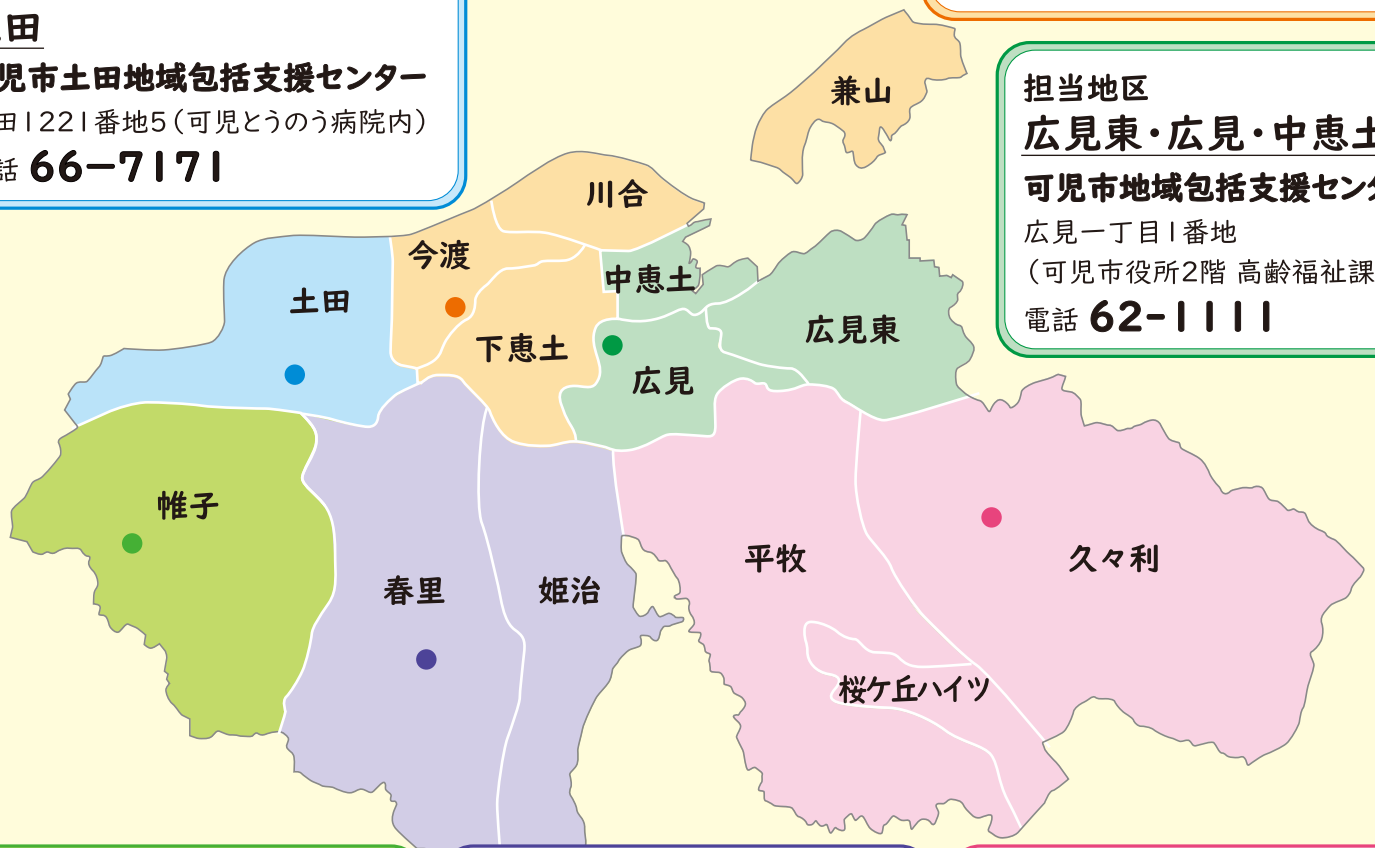 土田
児市土田地域包括支援センター
田1221番地5（可児とうのう病院内）
話 66−7171
担当地区
広見東・広見・中恵土
可児市地域包括支援センタ
広見一丁目1番地
（可児市役所2階 高齢福祉課
電話 62-1111
兼山
川合
今渡
中恵土
土田
下恵土
広見東
広見
帷子
平牧
久々利
春里
姫治
桜ケ丘ハイツ